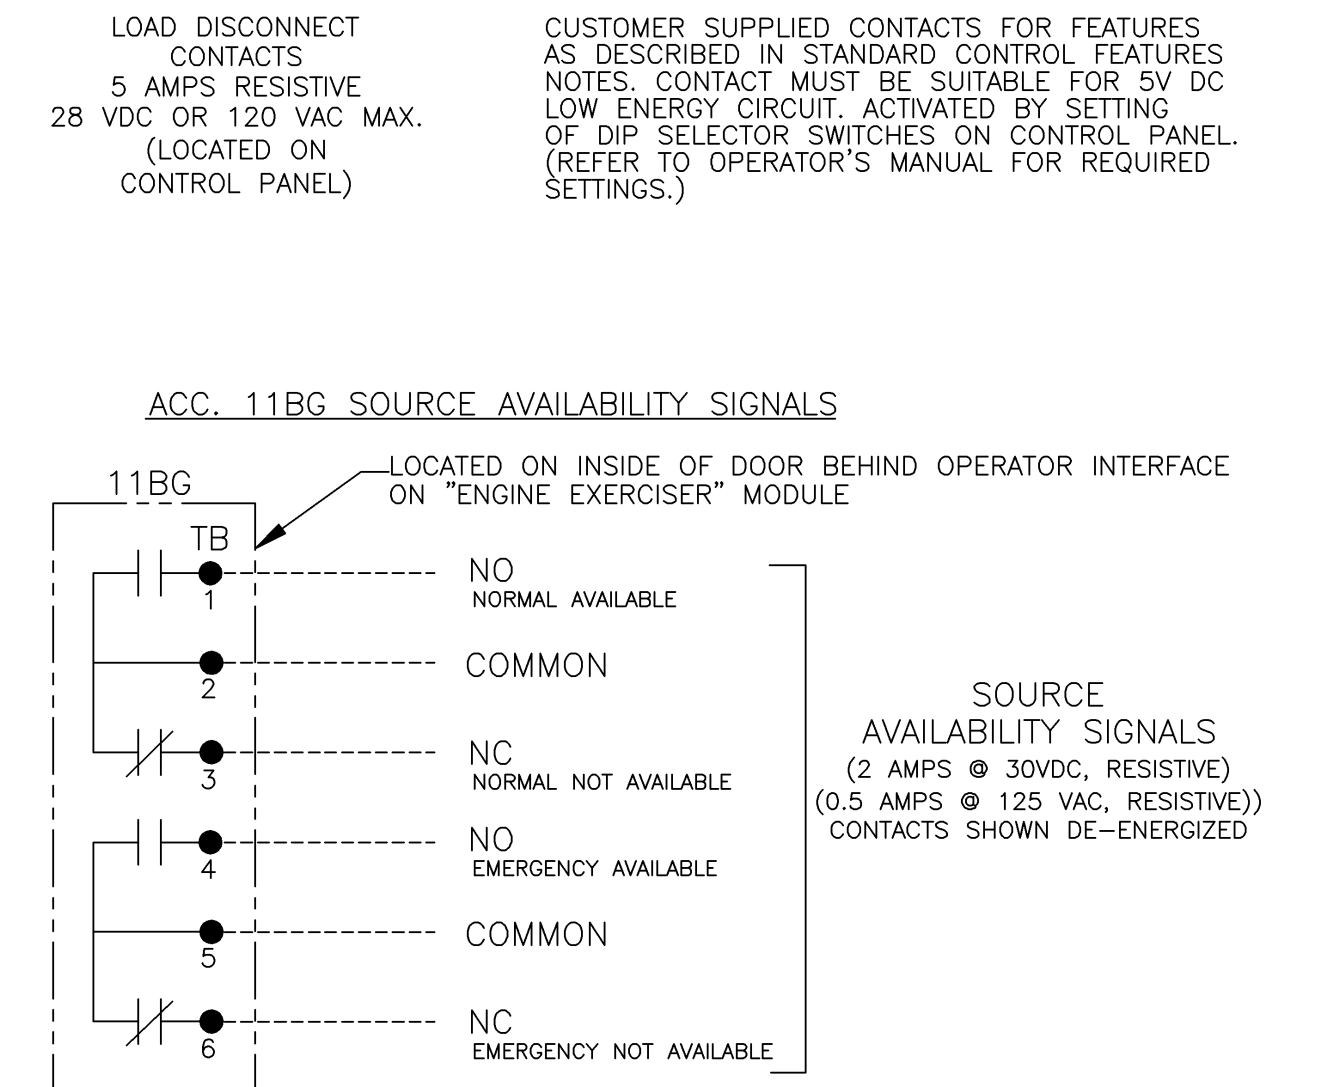 LOAD DISCONNECT
CONTACTS
5 AMPS RESISTIVE
28 VDC OR 120 VAC MAX.
(LOCATED ON
CONTROL PANEL)
CUSTOMER SUPPLIED CONTACTS FOR FEATURES
AS DESCRIBED IN STANDARD CONTROL FEATURES
NOTES. CONTACT MUST BE SUITABLE FOR 5V DC
LOW ENERGY CIRCUIT. ACTIVATED BY SETTING
OF DIP SELECTOR SWITCHES ON CONTROL PANEL.
(REFER TO OPERATOR'S MANUAL FOR REQUIRED
SETTINGS.)
ACC. 11BG SOURCE AVAILABILITY SIGNALS
LOCATED ON INSIDE OF DOOR BEHIND OPERATOR INTERFACE
ON "ENGINE EXERCISER" MODULE
11BG
TB
1
NO
NORMAL AVAILABLE
2
COMMON
3
NC
NORMAL NOT AVAILABLE
4
NO
EMERGENCY AVAILABLE
5
COMMON
6
NC
EMERGENCY NOT AVAILABLE
SOURCE
AVAILABILITY SIGNALS
(2 AMPS @ 30VDC, RESISTIVE)
(0.5 AMPS @ 125 VAC, RESISTIVE))
CONTACTS SHOWN DE-ENERGIZED